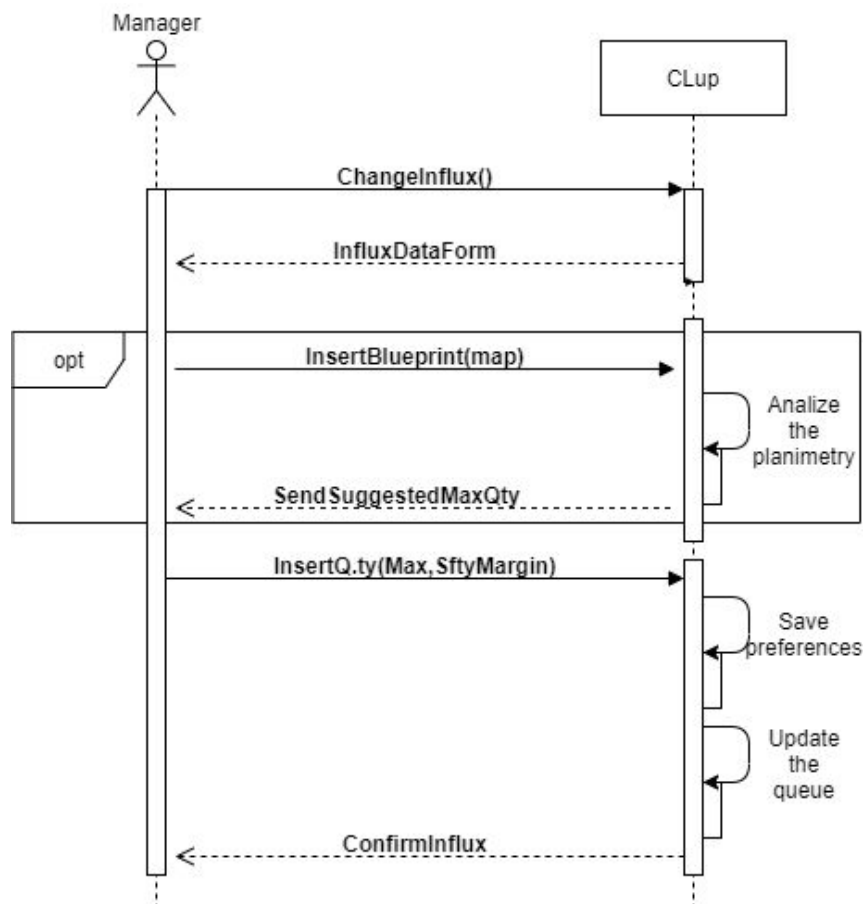 Manager
CLup
ChangeInflux()
InfluxDataForm
opt
InsertBlueprint(map)
Analize
the
planimetry
SendSuggestedMaxQty
InsertQ.ty(Max,SftyMargin)
Save
preferences
Update
the
queue
ConfirmInflux